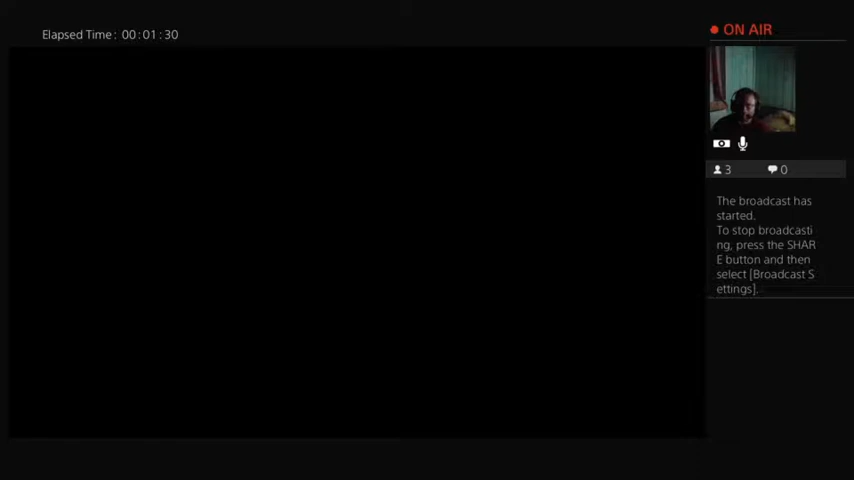 Elapsed Time: 00:01:30
ON AIR
3
0
The broadcast has
started.
To stop broadcasti
ng, press the SHAR
E button and then
select [Broadcast S
ettings].